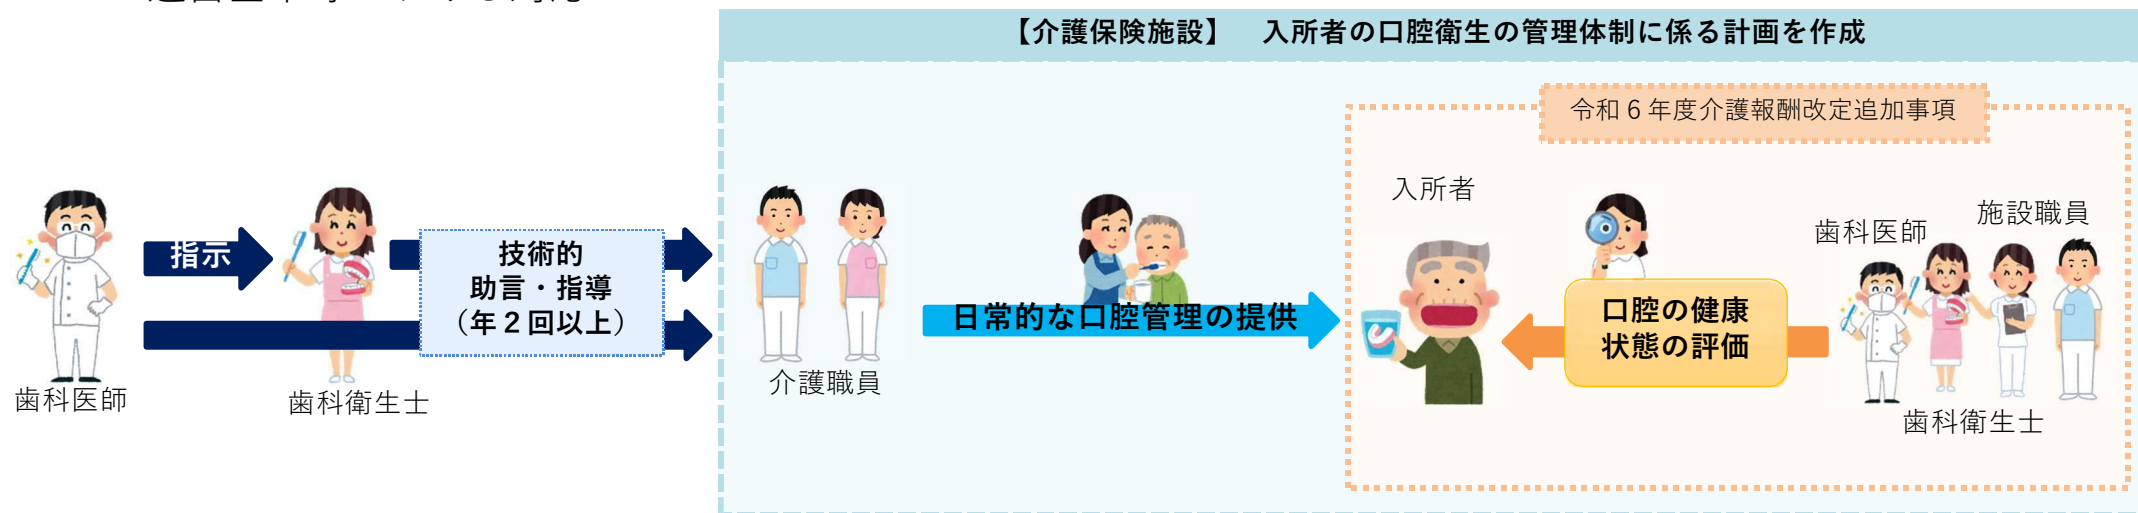 【介護保険施設】　入所者の口腔衛生の管理体制に係る計画を作成
令和６年度介護報酬改定追加事項
指示
技術的
助言・指導
（年２回以上）
歯科医師
歯科衛生士
介護職員
日常的な口腔管理の提供
入所者
口腔の健康
状態の評価
歯科医師
施設職員
歯科衛生士